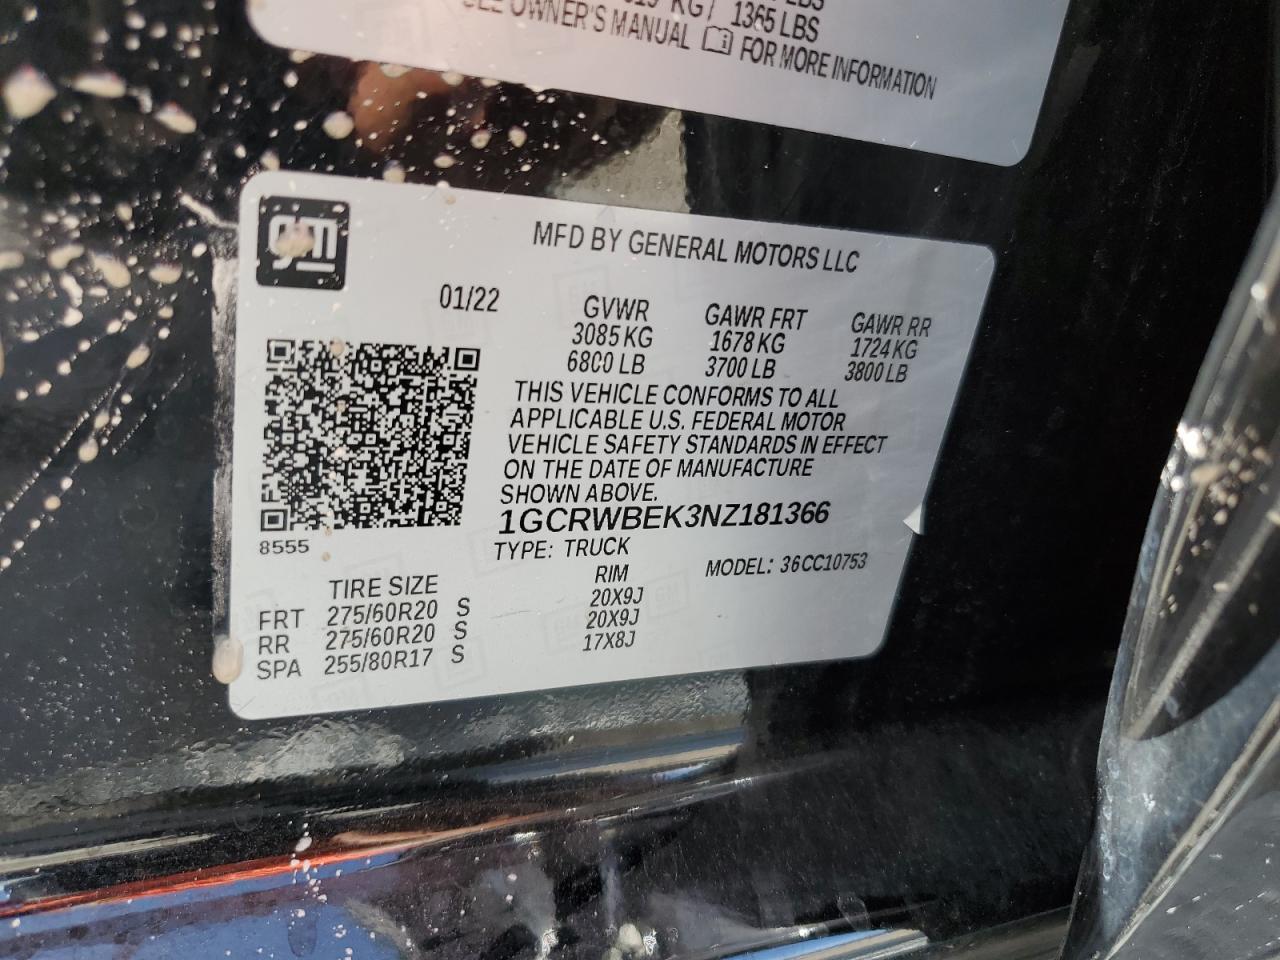 KG / 1365 LBS
OWNER'S MANUAL FOR MORE INFORMATION
gm
MFD BY GENERAL MOTORS LLC
01/22
GVWR GAWR FRT GAWR RR
3085 KG 1678 KG 1724 KG
6800 LB 3700 LB 3800 LB
THIS VEHICLE CONFORMS TO ALL
APPLICABLE U.S. FEDERAL MOTOR
VEHICLE SAFETY STANDARDS IN EFFECT
ON THE DATE OF MANUFACTURE
SHOWN ABOVE.
1GCRWBEK3NZ181366
8555
TYPE: TRUCK
MODEL: 36CC10753
TIRE SIZE RIM
FRT 275/60R20 S 20X9J
RR 275/60R20 S 20X9J
SPA 255/80R17 S 17X8J